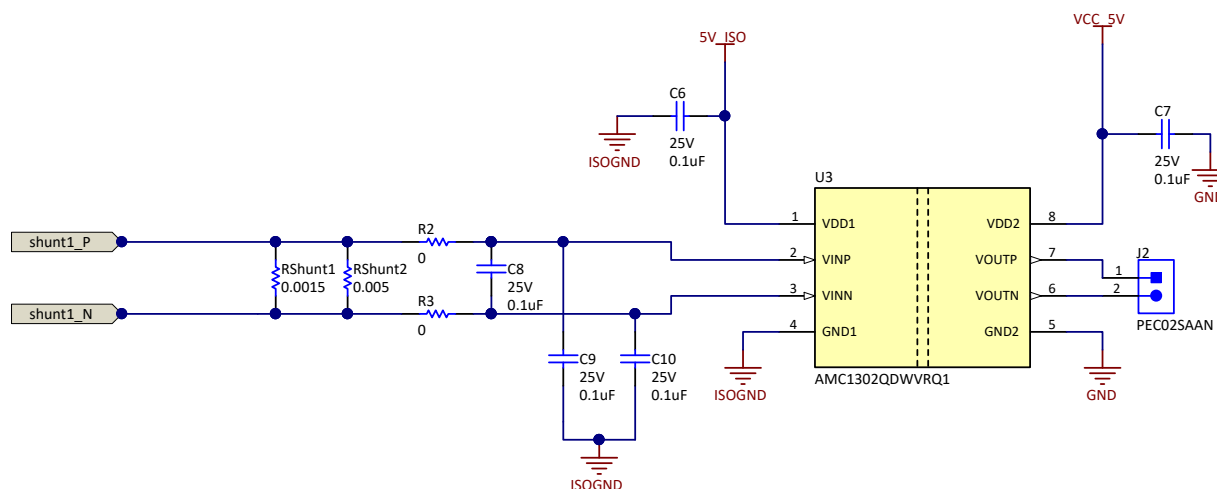 VCC_5V
5V_ISO
C6
25V
0.1uF
ISOGND
C7
25V
0.1uF
GND
U3
1 VDD1
VDD2 8
2 VINP
VOUTP 7
3 VINN
VOUTN 6
4 GND1
GND2 5
AMC1302QDWVRQ1
ISOGND
GND
J2
1
2
PEC02SAAN
shunt1_P
shunt1_N
RShunt1
0.0015
RShunt2
0.005
R2
0
R3
0
C8
25V
0.1uF
C9
25V
0.1uF
C10
25V
0.1uF
ISOGND